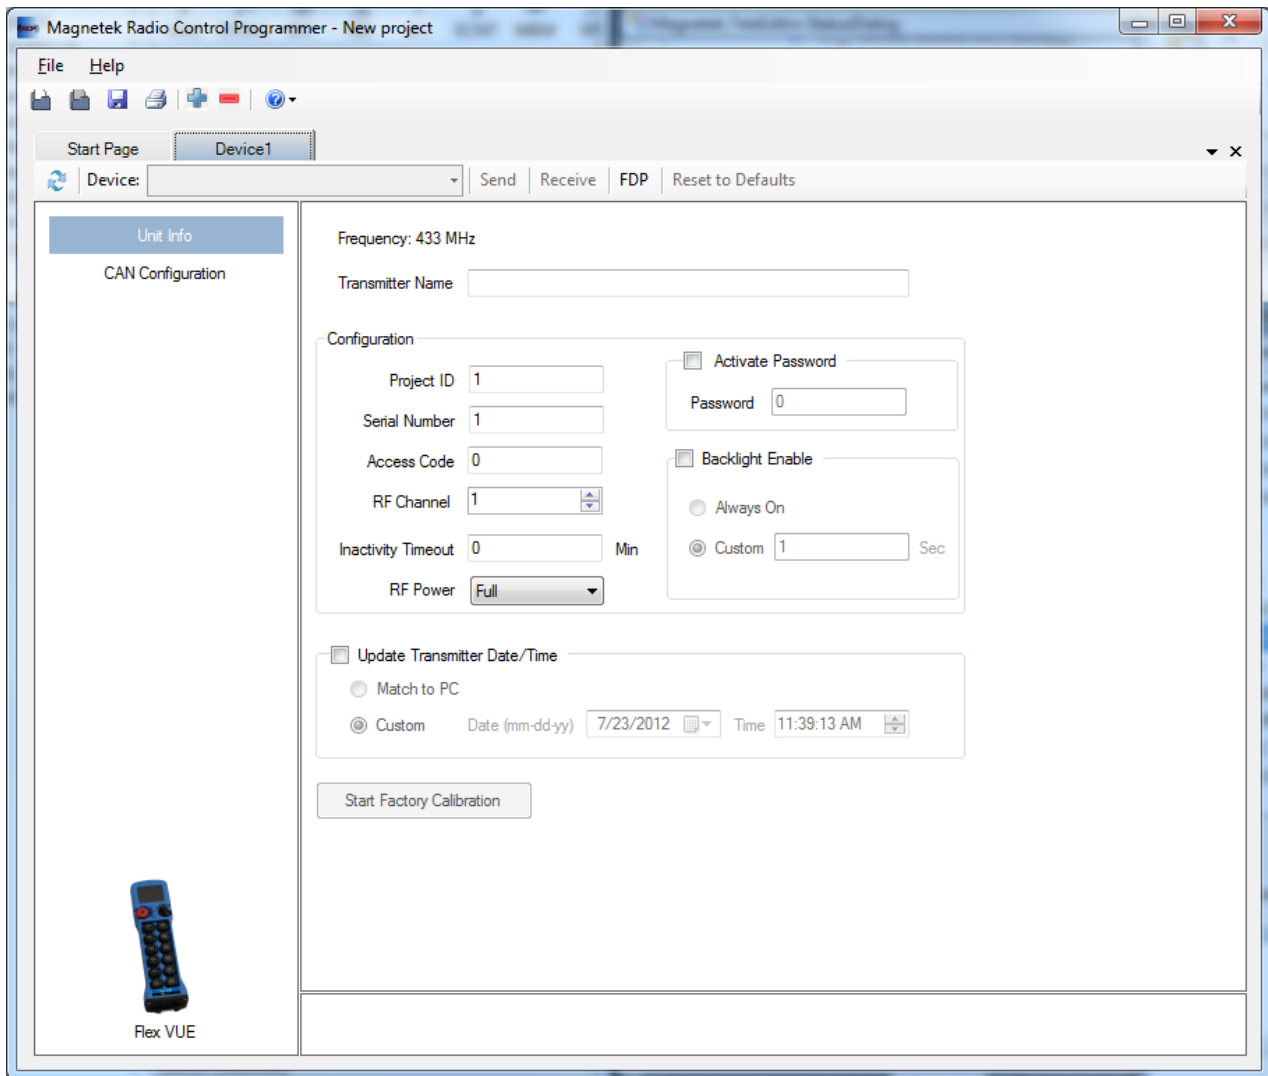 Magnetek Radio Control Programmer - New project
File Help
Start Page Device1
Device: Send Receive FDP Reset to Defaults
Unit Info
CAN Configuration
Frequency: 433 MHz
Transmitter Name
Configuration
Project ID 1
Serial Number 1
Access Code 0
RF Channel 1
Inactivity Timeout 0 Min
RF Power Full
Activate Password
Password 0
Backlight Enable
Always On
Custom 1 Sec
Update Transmitter Date/Time
Match to PC
Custom Date (mm-dd-yy) 7/23/2012 Time 11:39:13 AM
Start Factory Calibration
Flex VUE